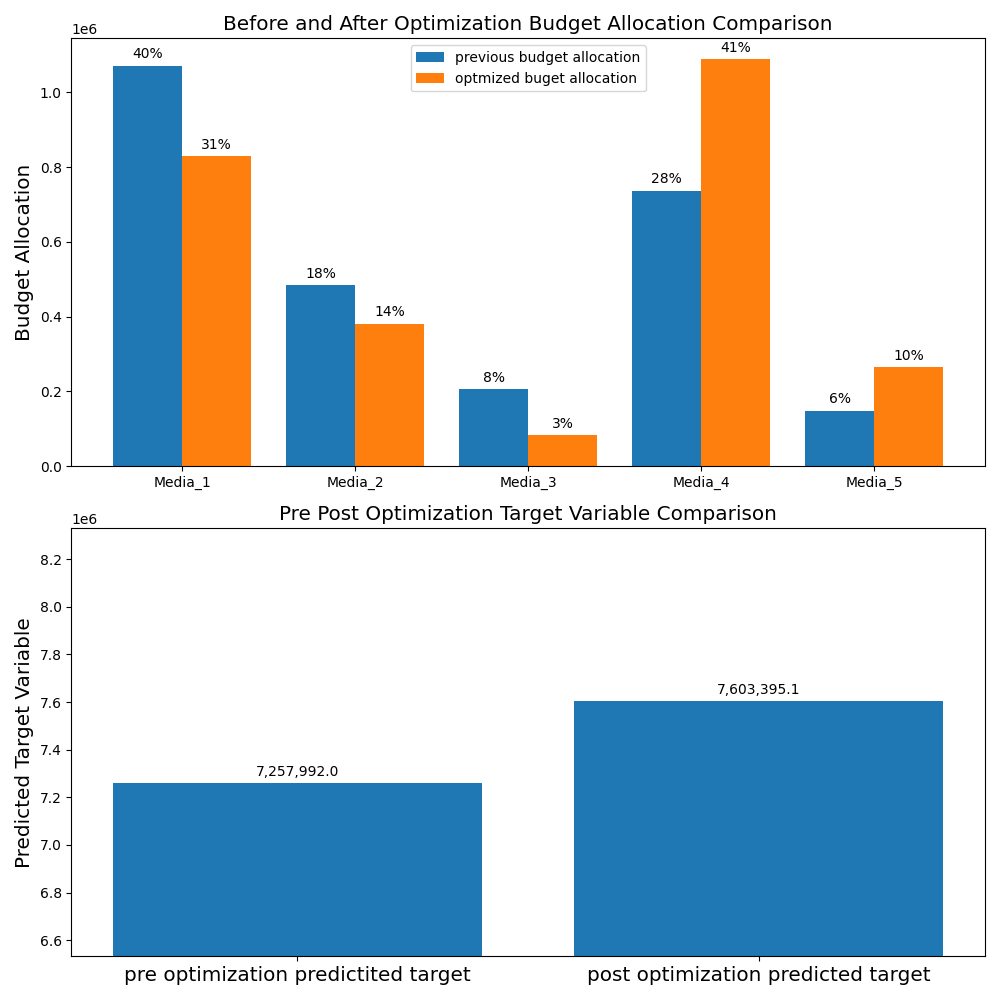 Before and After Optimization Budget Allocation Comparison
1e6
previous budget allocation
optmized buget allocation
Budget Allocation
1.0
0.8
0.6
0.4
0.2
0.0
40%
31%
18%
14%
8%
3%
28%
41%
6%
10%
Media_1
Media_2
Media_3
Media_4
Media_5
Pre Post Optimization Target Variable Comparison
1e6
Predicted Target Variable
8.2
8.0
7.8
7.6
7.4
7.2
7.0
6.8
6.6
7,257,992.0
7,603,395.1
pre optimization predictited target
post optimization predicted target